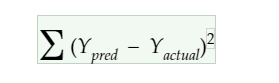 ∑ (Y_pred − Y_actual)²